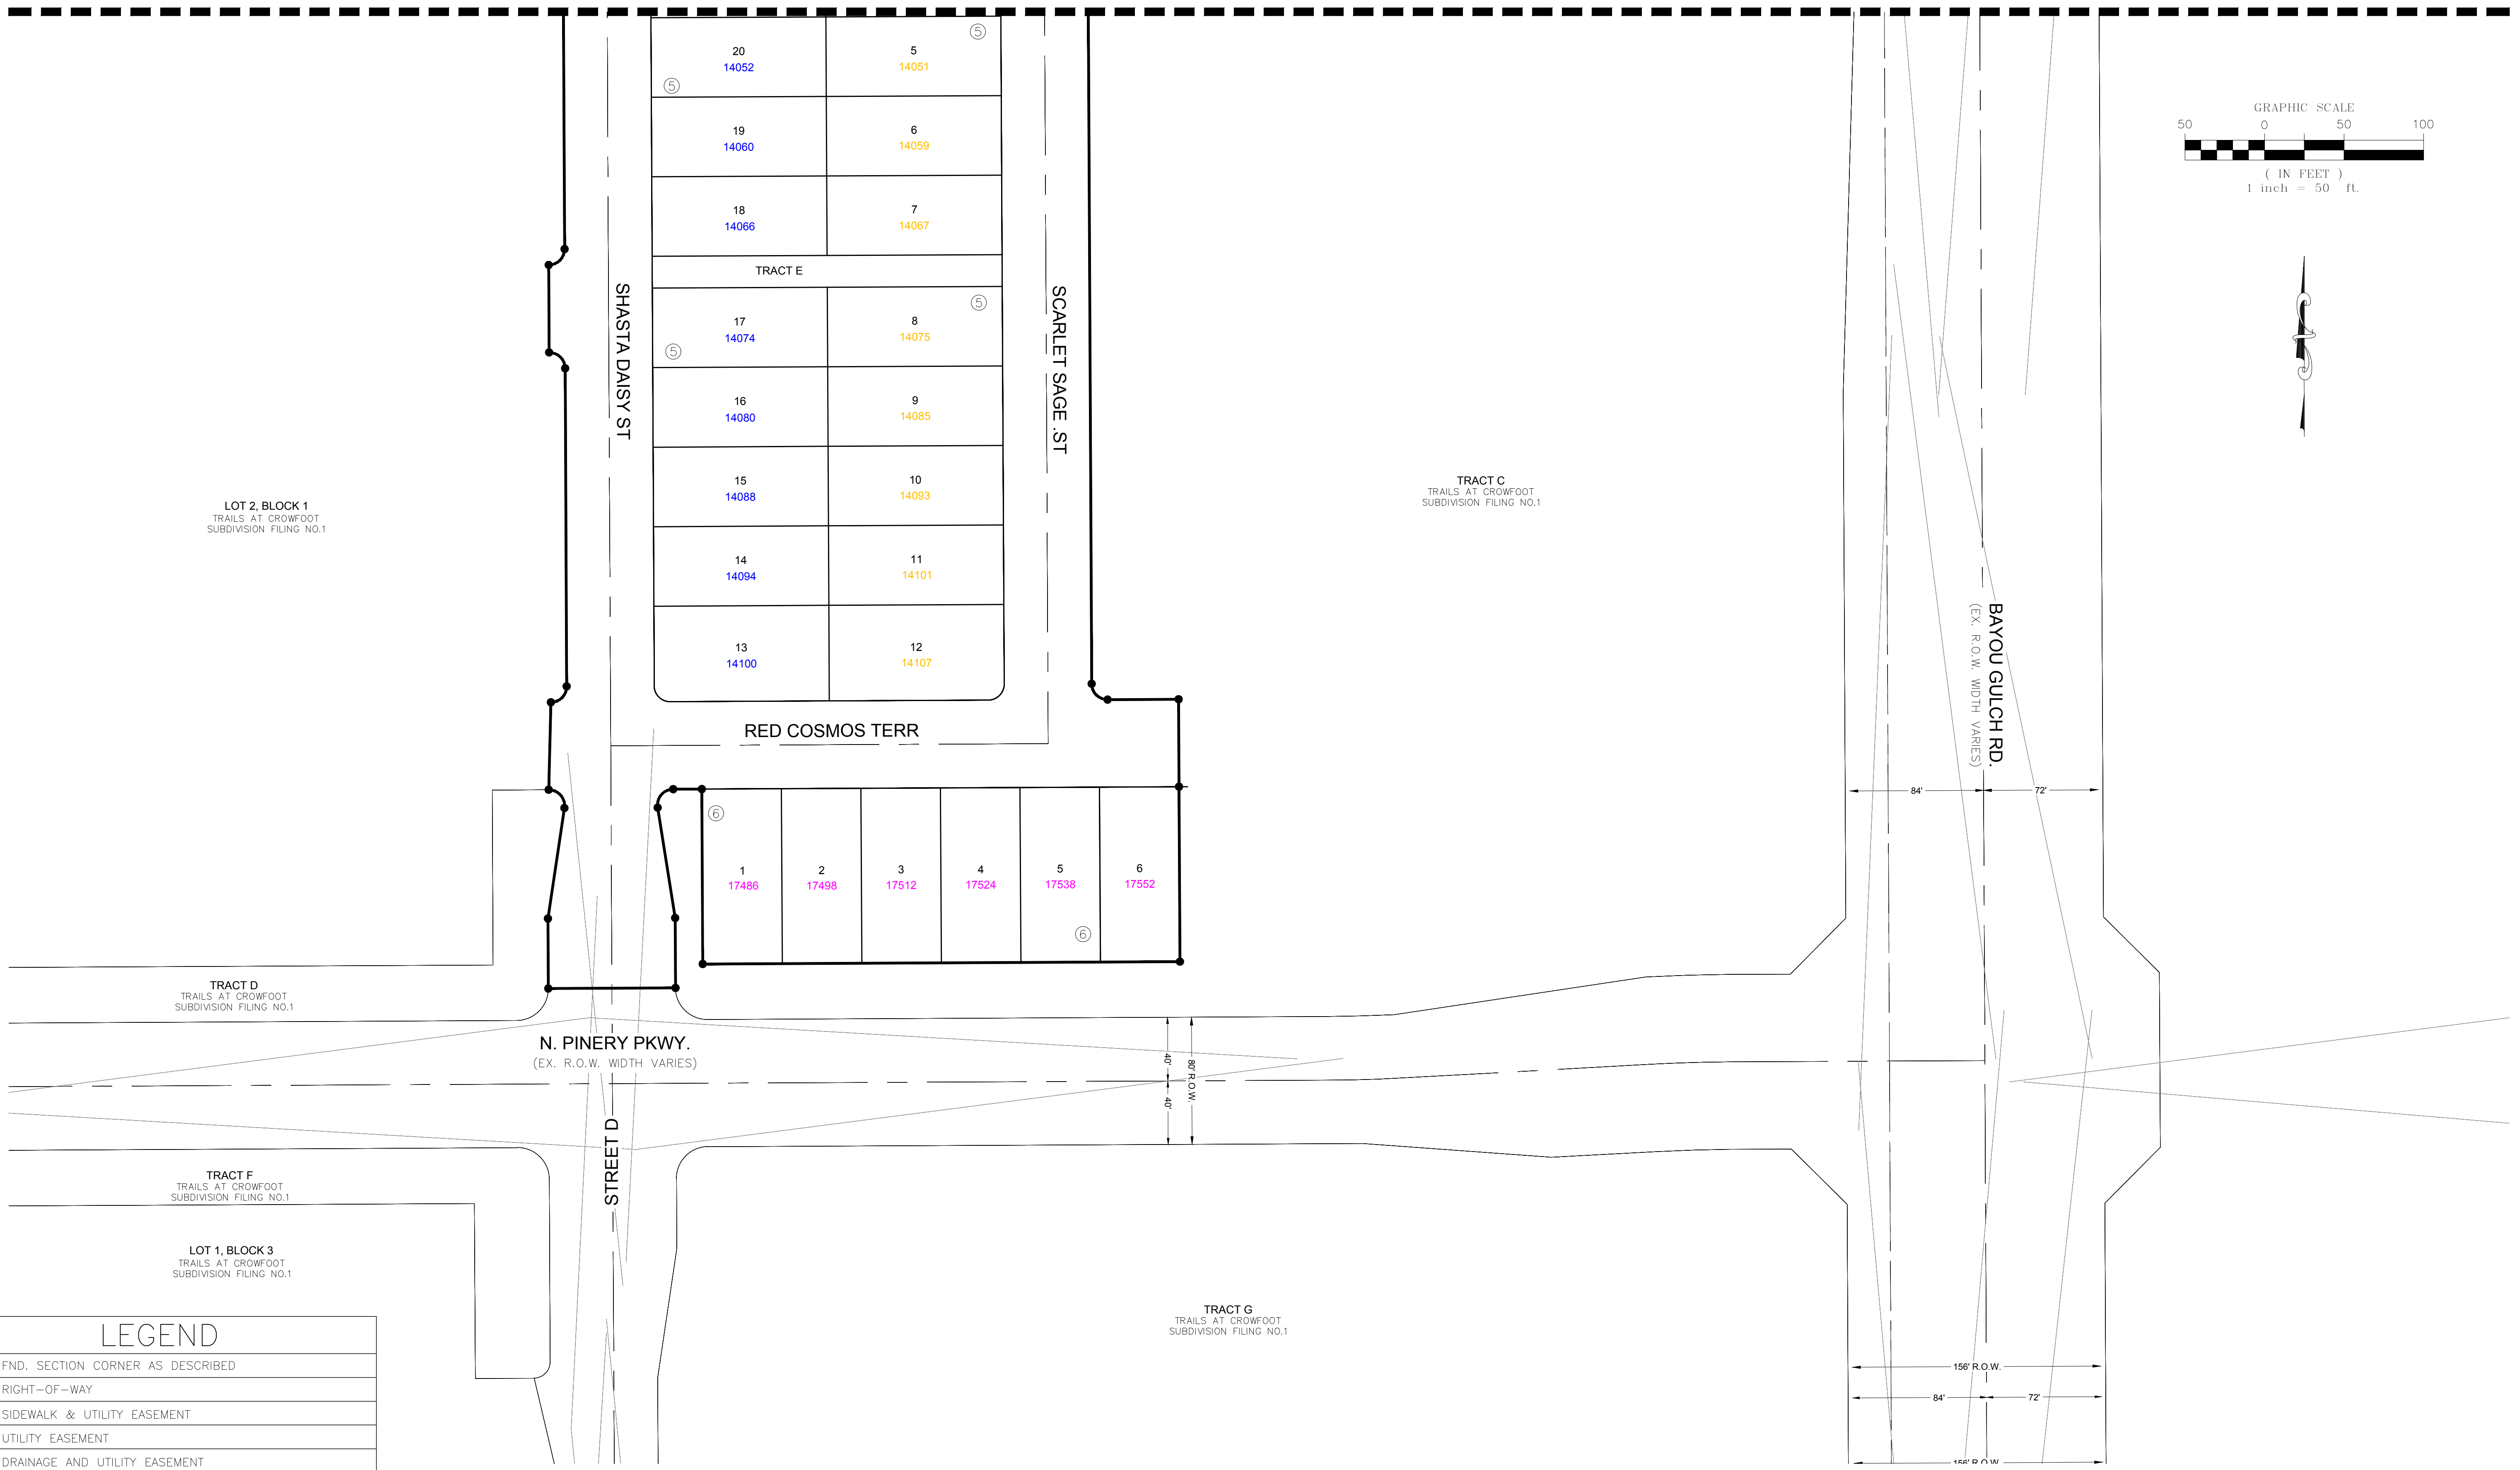 20
14052
5
14051
5
5
19
14060
6
14059
18
14066
7
14067
TRACT E
17
14074
8
14075
5
5
16
14080
9
14085
15
14088
10
14093
14
14094
11
14101
13
14100
12
14107
SHASTA DAISY ST
SCARLET SAGE .ST
RED COSMOS TERR
6
1
17486
2
17498
3
17512
4
17524
5
17538
6
17552
6
LOT 2, BLOCK 1
TRAILS AT CROWFOOT
SUBDIVISION FILING NO.1
TRACT C
TRAILS AT CROWFOOT
SUBDIVISION FILING NO.1
GRAPHIC SCALE
50 0 50 100
( IN FEET )
1 inch = 50 ft.
BAYOU GULCH RD.
(EX. R.O.W. WIDTH VARIES)
84' 72'
TRACT D
TRAILS AT CROWFOOT
SUBDIVISION FILING NO.1
N. PINERY PKWY.
(EX. R.O.W. WIDTH VARIES)
40'
40'
80' R.O.W.
STREET D
TRACT F
TRAILS AT CROWFOOT
SUBDIVISION FILING NO.1
LOT 1, BLOCK 3
TRAILS AT CROWFOOT
SUBDIVISION FILING NO.1
TRACT G
TRAILS AT CROWFOOT
SUBDIVISION FILING NO.1
156' R.O.W.
84' 72'
156' R.O.W.
LEGEND
FND. SECTION CORNER AS DESCRIBED
RIGHT-OF-WAY
SIDEWALK & UTILITY EASEMENT
UTILITY EASEMENT
DRAINAGE AND UTILITY EASEMENT